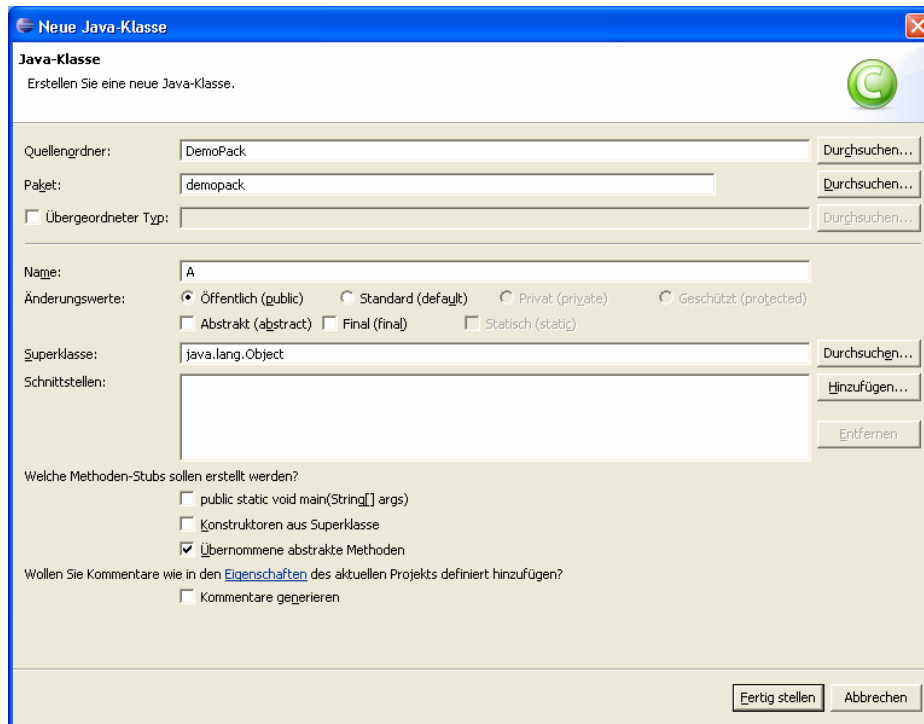 Neue Java-Klasse
Java-Klasse
Erstellen Sie eine neue Java-Klasse.
Quellenordner: DemoPack Durchsuchen...
Paket: demopack Durchsuchen...
Übergeordneter Typ: Durchsuchen...
Name: A
Änderungswerte: Öffentlich (public) Standard (default) Privat (private) Geschützt (protected)
Abstrakt (abstract) Final (final) Statisch (static)
Superklasse: java.lang.Object Durchsuchen...
Schnittstellen: Hinzufügen...
Entfernen
Welche Methoden-Stubs sollen erstellt werden?
public static void main(String[] args)
Konstruktoren aus Superklasse
Übernommene abstrakte Methoden
Wollen Sie Kommentare wie in den Eigenschaften des aktuellen Projekts definiert hinzufügen?
Kommentare generieren
Fertig stellen Abbrechen